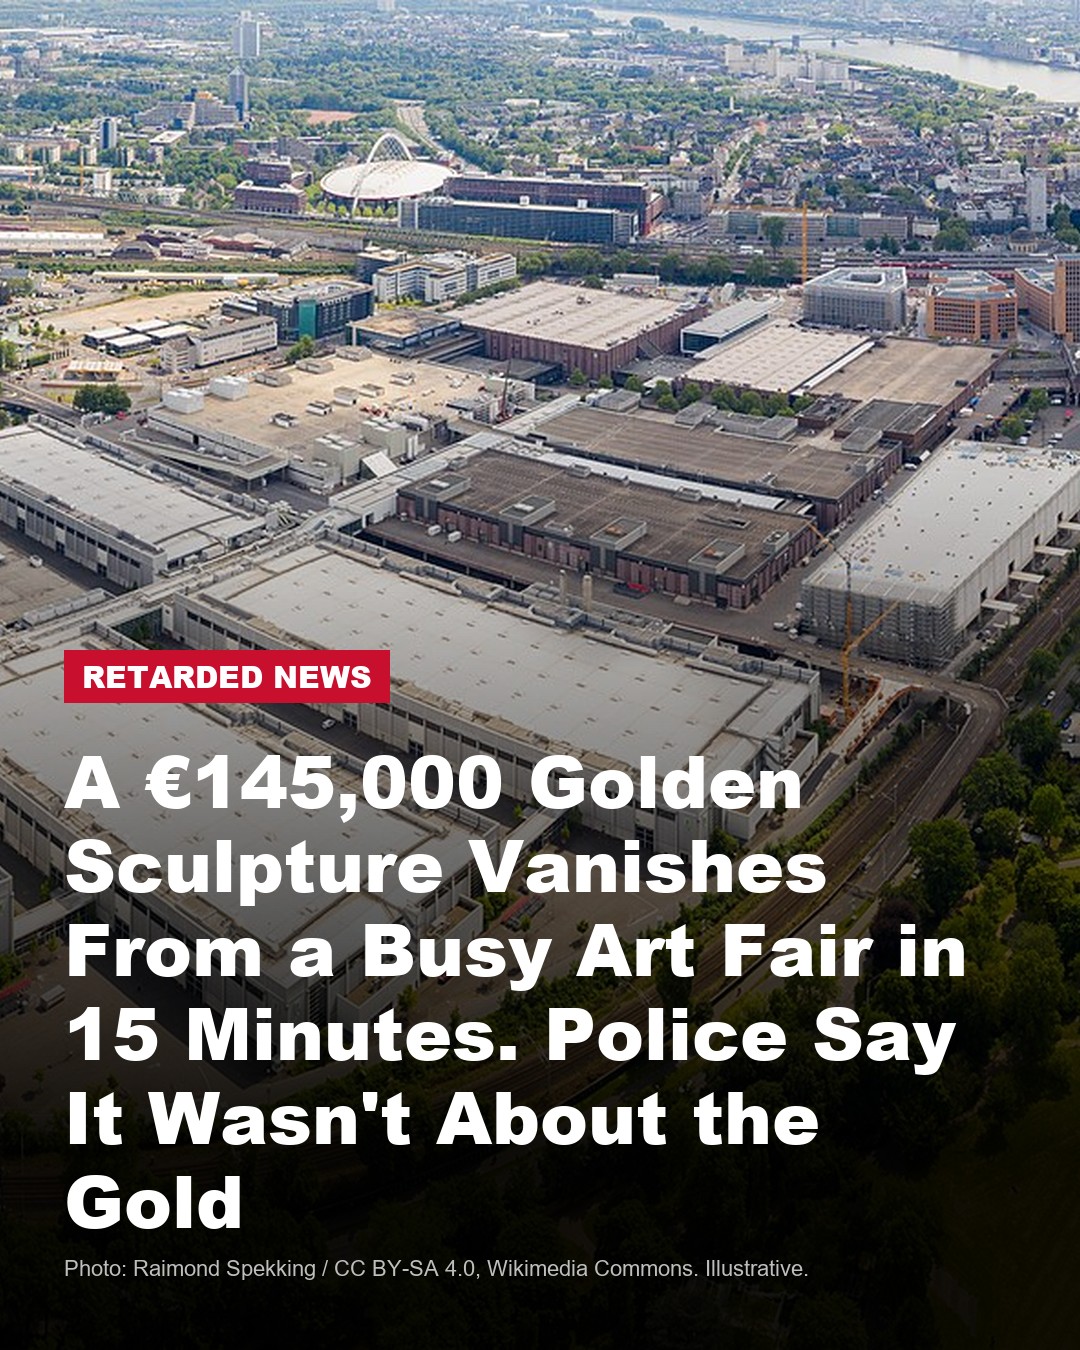 RETARDED NEWS
A €145,000 Golden
Sculpture Vanishes
From a Busy Art Fair in
15 Minutes. Police Say
It Wasn't About the
Gold
Photo: Raimond Spekking / CC BY-SA 4.0, Wikimedia Commons. Illustrative.